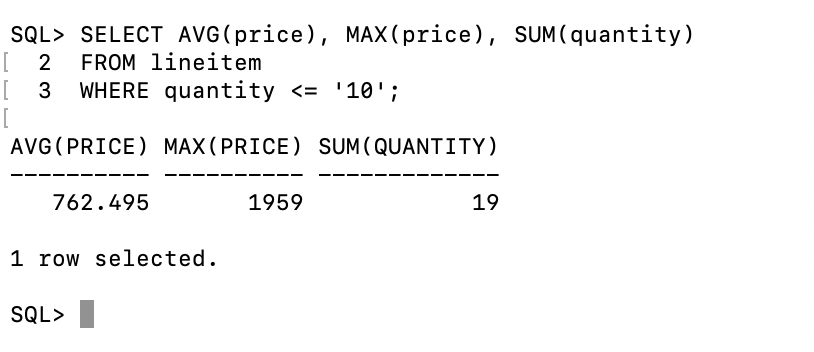 SQL> SELECT AVG(price), MAX(price), SUM(quantity)
[  2  FROM lineitem
[  3  WHERE quantity <= '10';
[
AVG(PRICE) MAX(PRICE) SUM(QUANTITY)
---------- ---------- -------------
   762.495       1959            19
1 row selected.
SQL>